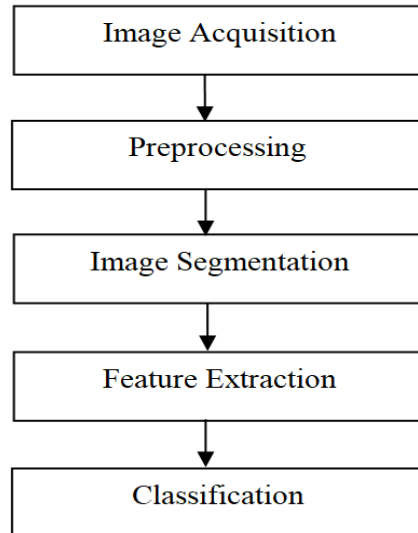 Image Acquisition
Preprocessing
Image Segmentation
Feature Extraction
Classification